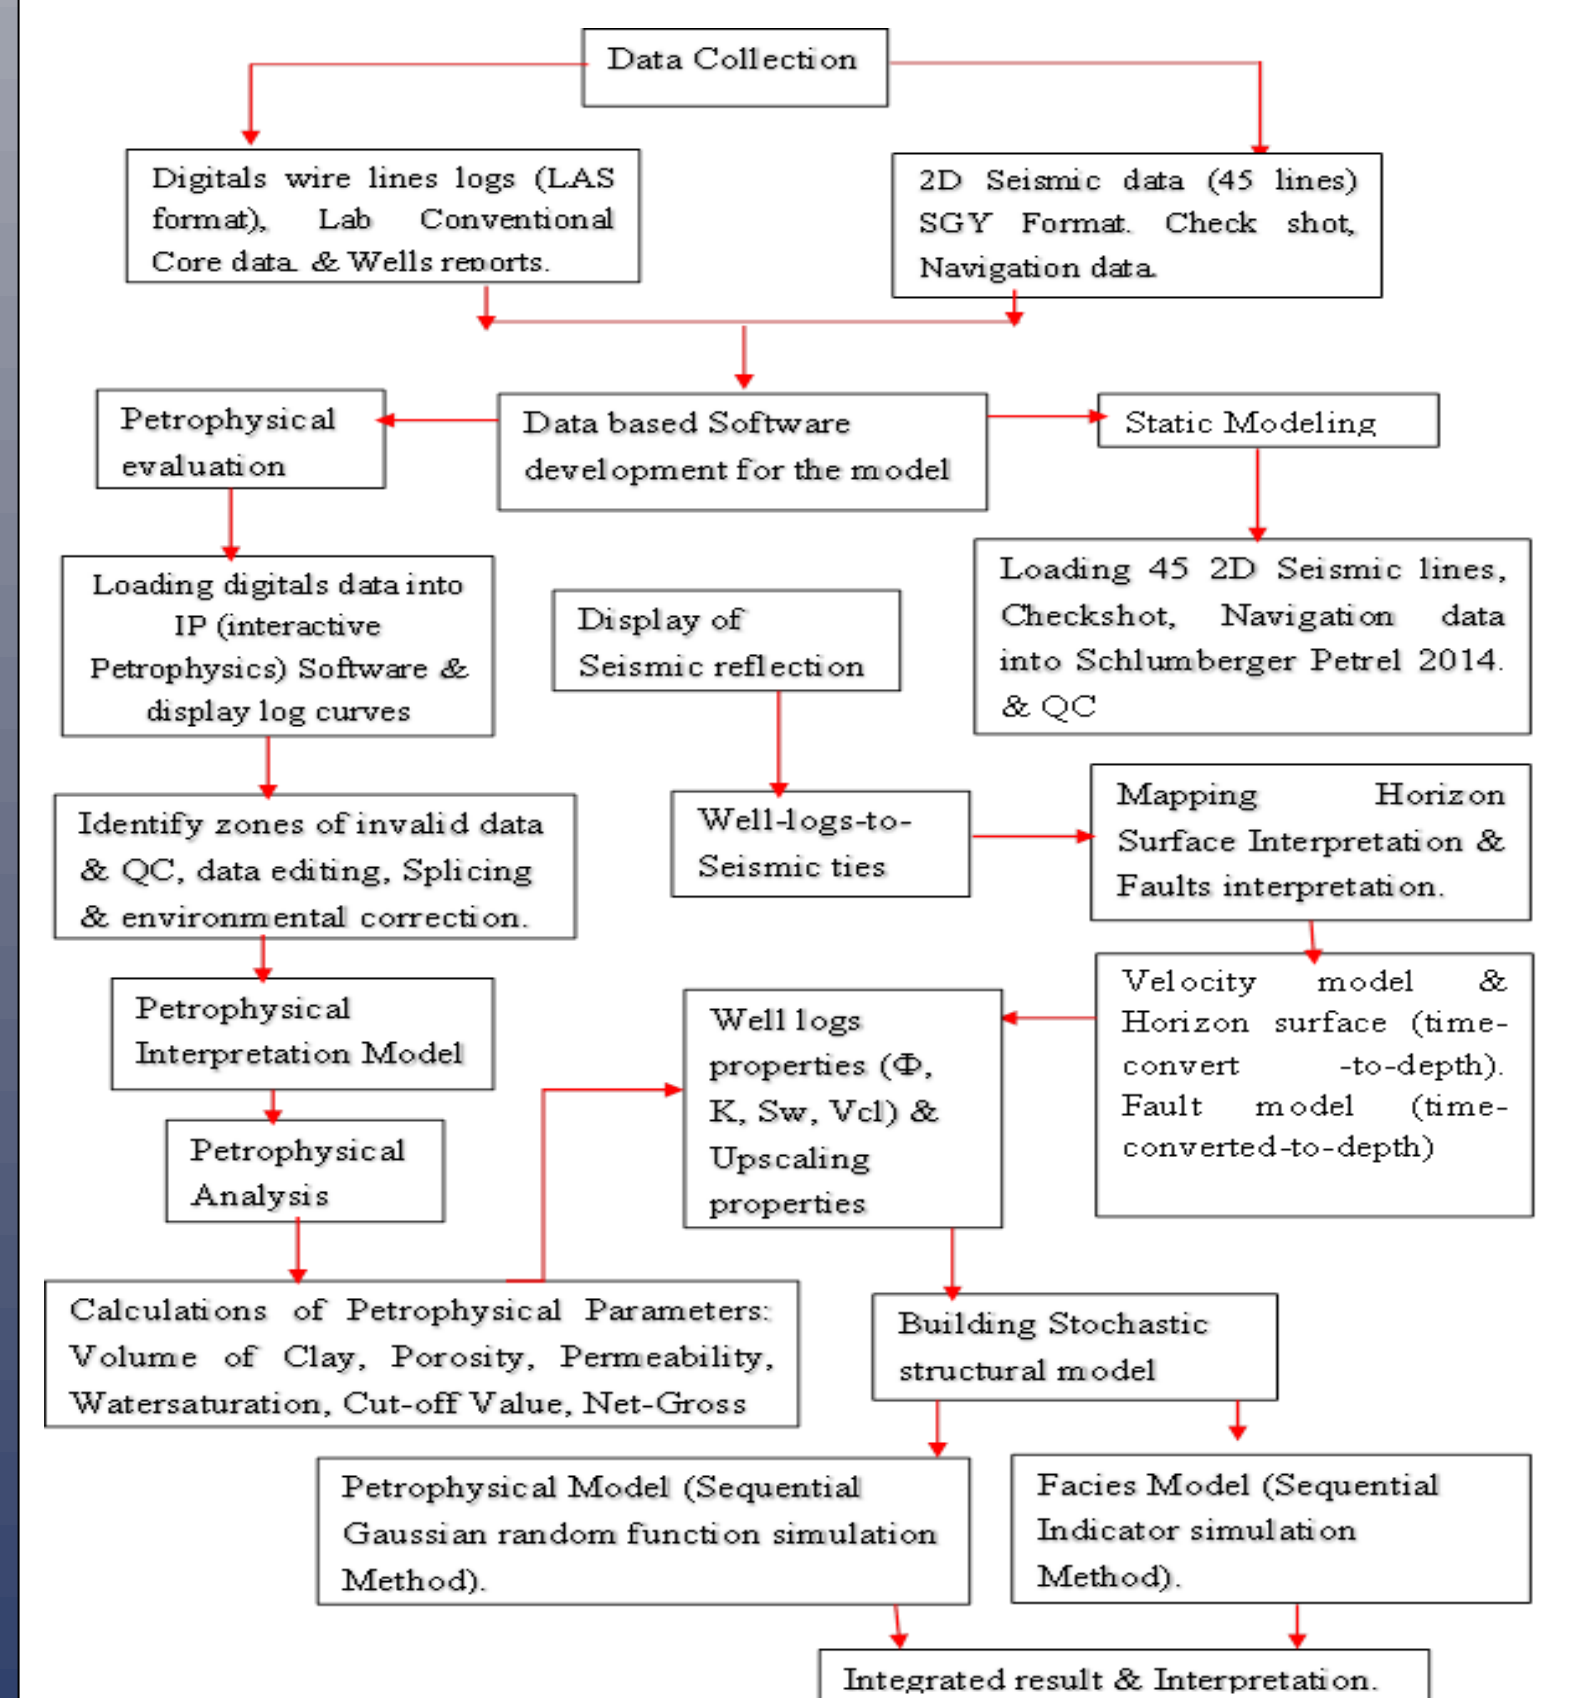 Data Collection
Digitals wire lines logs (LAS
format), Lab Conventional
Core data. & Wells reports.
2D Seismic data (45 lines)
SGY Format. Check shot,
Navigation data.
Petrophysical
evaluation
Data based Software
development for the model
Static Modeling
Loading digitals data into
IP (interactive
Petrophysics) Software &
display log curves
Display of
Seismic reflection
Loading 45 2D Seismic lines,
Checkshot, Navigation data
into Schlumberger Petrel 2014.
& QC
Identify zones of invalid data
& QC, data editing, Splicing
& environmental correction.
Well-logs-to-
Seismic ties
Mapping Horizon
Surface Interpretation &
Faults interpretation.
Petrophysical
Interpretation Model
Well logs
properties (Φ,
K, Sw, Vcl) &
Upscaling
properties
Velocity model &
Horizon surface (time-
convert -to-depth).
Fault model (time-
converted-to-depth)
Petrophysical
Analysis
Calculations of Petrophysical Parameters:
Volume of Clay, Porosity, Permeability,
Watersaturation, Cut-off Value, Net-Gross
Building Stochastic
structural model
Petrophysical Model (Sequential
Gaussian random function simulation
Method).
Facies Model (Sequential
Indicator simulation
Method).
Integrated result & Interpretation.